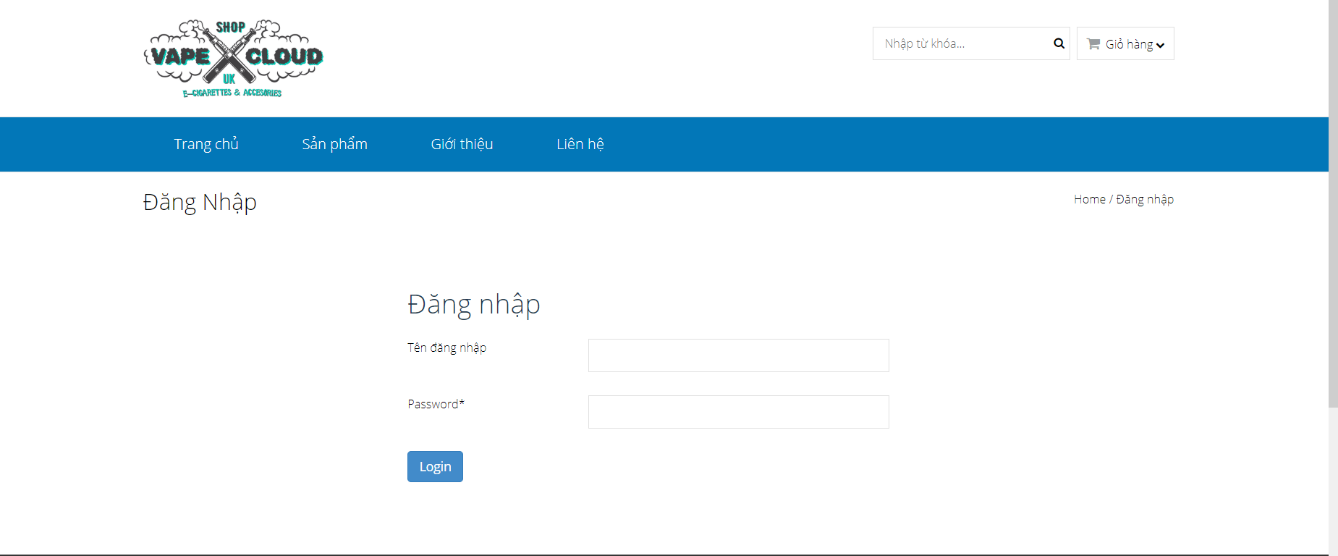 SHOP
VAPE CLOUD
UK
E-CIGARETTES & ACCESORIES
Nhập từ khóa...
Giỏ hàng
Trang chủ
Sản phẩm
Giới thiệu
Liên hệ
Đăng Nhập
Home / Đăng nhập
Đăng nhập
Tên đăng nhập
Password*
Login